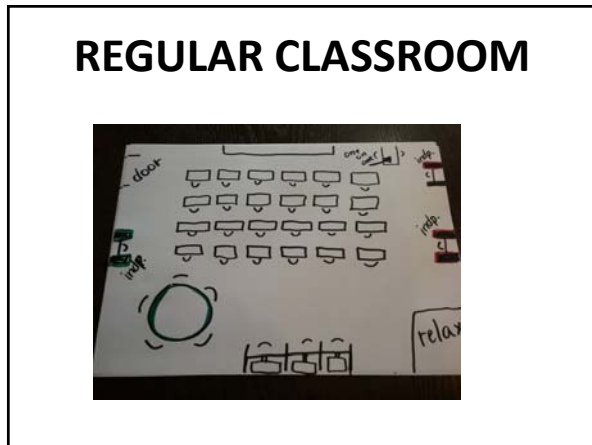 REGULAR CLASSROOM
door
one
on
one
indp.
indp.
indp.
relax